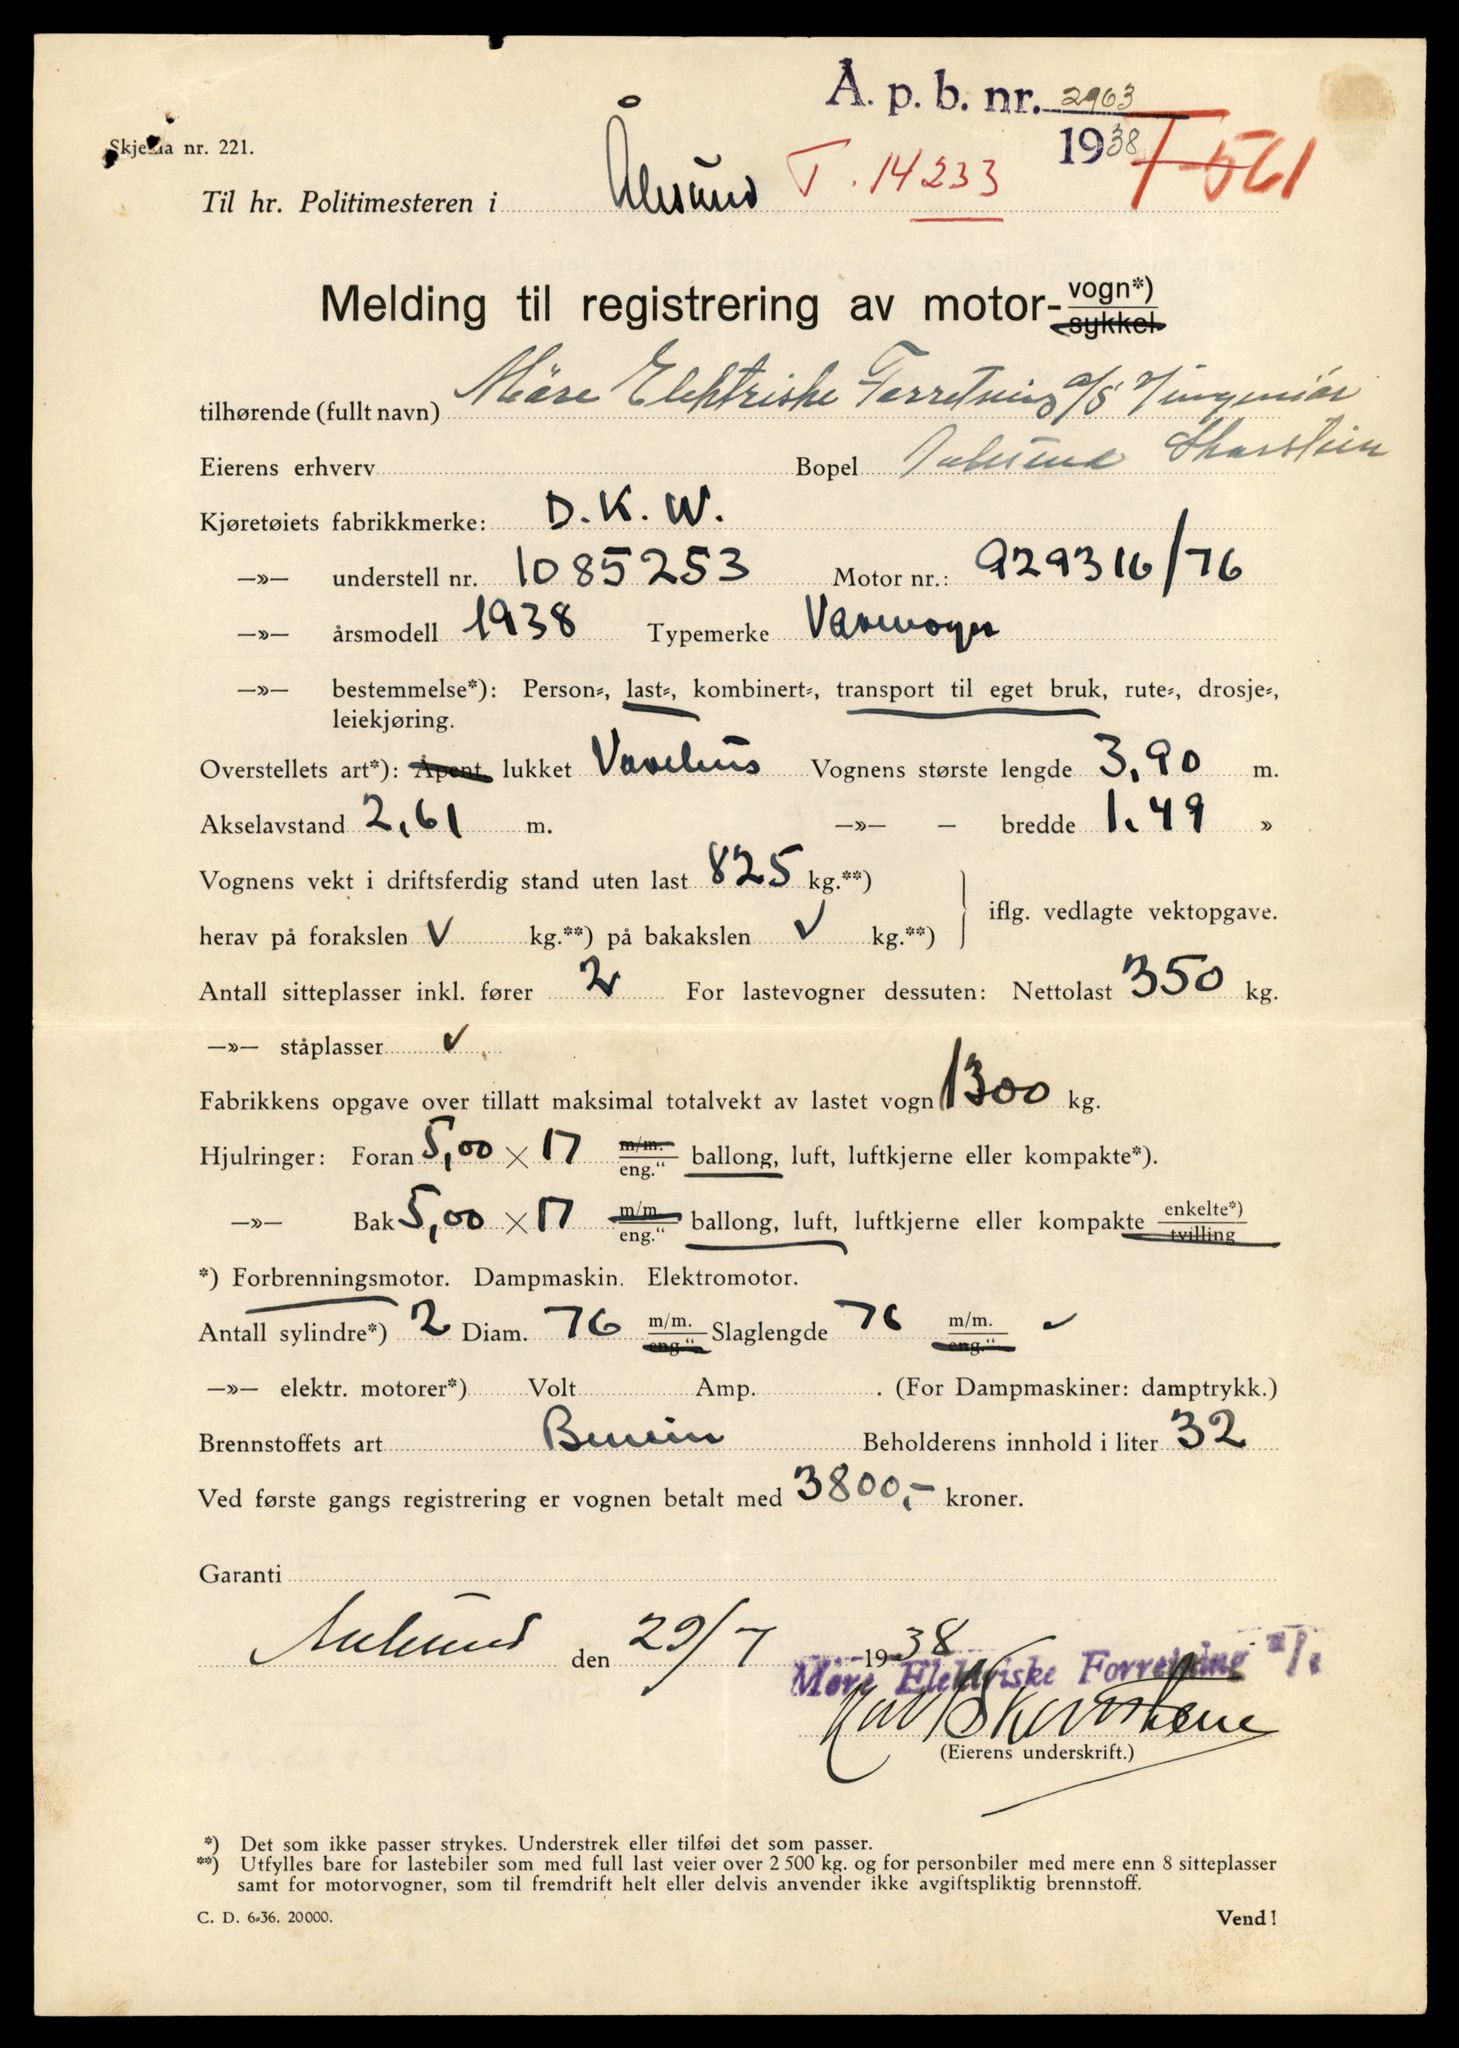 Å. p. b. nr. 2963
1938 T-561
Skjema nr. 221.
Til hr. Politimesteren i Ålesund T. 14233
Melding til registrering av motor- vogn*)
sykkel
tilhørende (fullt navn) Möre Elektriske Forretning a/s v/ingeniör
Eierens erhverv Bopel Aalesund Skarstein
Kjøretøiets fabrikkmerke: D.K.W.
—»— understell nr. 1085253 Motor nr.: 929316/76
—»— årsmodell 1938 Typemerke Varevogn
—»— bestemmelse*): Person-, last-, kombinert-, transport til eget bruk, rute-, drosje-,
leiekjøring.
Overstellets art*): Åpent lukket Varehus Vognens største lengde 3,90 m.
Akselavstand 2,61 m. —»— — bredde 1.49 »
Vognens vekt i driftsferdig stand uten last 825 kg.**)
iflg. vedlagte vektopgave.
herav på forakslen ✓ kg.**) på bakakslen ✓ kg.**)
Antall sitteplasser inkl. fører 2 For lastevogner dessuten: Nettolast 350 kg.
—»— ståplasser ✓
Fabrikkens opgave over tillatt maksimal totalvekt av lastet vogn 1300 kg.
Hjulringer: Foran 5,00 × 17 m/m. eng.“ ballong, luft, luftkjerne eller kompakte*).
—»— Bak 5,00 × 17 m/m eng.“ ballong, luft, luftkjerne eller kompakte enkelte*) tvilling
*) Forbrenningsmotor. Dampmaskin. Elektromotor.
Antall sylindre*) 2 Diam. 76 m/m. eng.“ Slaglengde 76 m/m. eng.“ ✓
—»— elektr. motorer*) Volt Amp. . (For Dampmaskiner: damptrykk.)
Brennstoffets art Bensin Beholderens innhold i liter 32
Ved første gangs registrering er vognen betalt med 3800,- kroner.
Garanti
Aalesund den 29/7 1938
Møre Elektriske Forretning A/S
Skarstein
(Eierens underskrift.)
*) Det som ikke passer strykes. Understrek eller tilføi det som passer.
**) Utfylles bare for lastebiler som med full last veier over 2 500 kg. og for personbiler med mere enn 8 sitteplasser
samt for motorvogner, som til fremdrift helt eller delvis anvender ikke avgiftspliktig brennstoff.
C. D. 6-36. 20000. Vend!